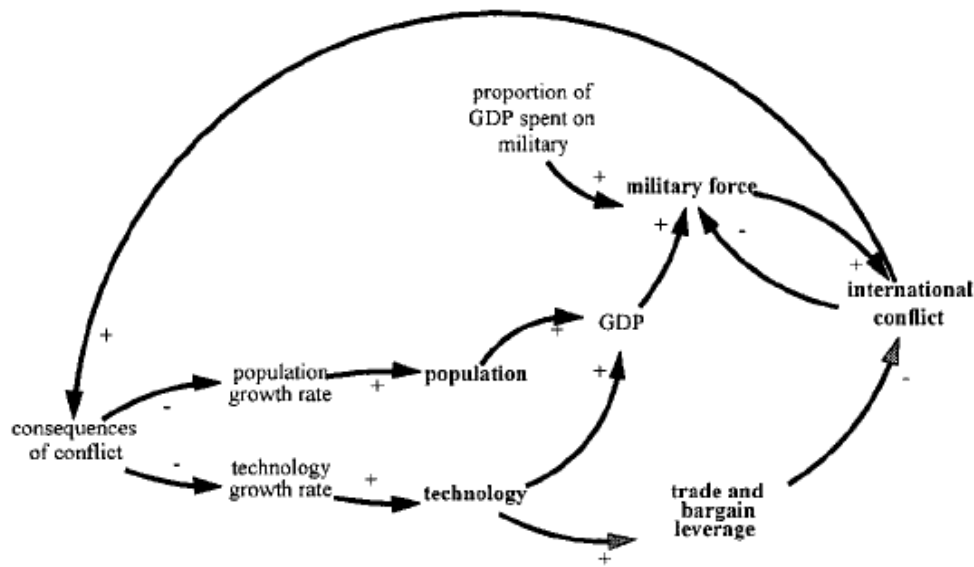 proportion of
GDP spent on
military
+
military force
+
-
+
international
conflict
GDP
+
+
population
growth rate
+
population
+
-
consequences
of conflict
-
technology
growth rate
+
technology
+
trade and
bargain
leverage
-